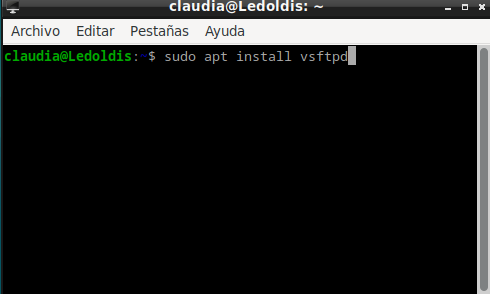 claudia@Ledoldis: ~
Archivo Editar Pestañas Ayuda
claudia@Ledoldis:~$ sudo apt install vsftpd